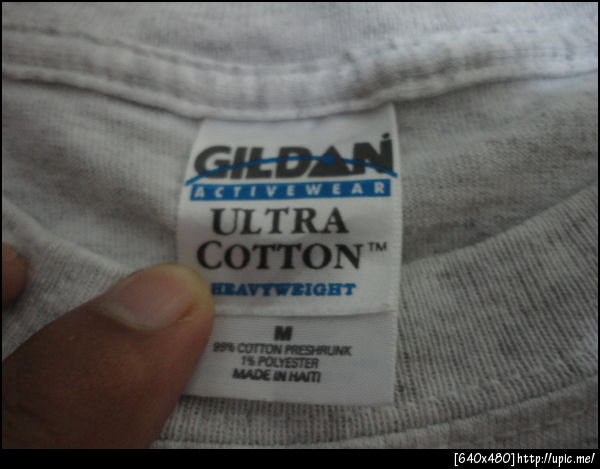 GILDAN
ACTIVEWEAR
ULTRA
COTTON™
HEAVYWEIGHT
M
99% COTTON PRESHRUNK
1% POLYESTER
MADE IN HAITI
[640x480]http://upic.me/